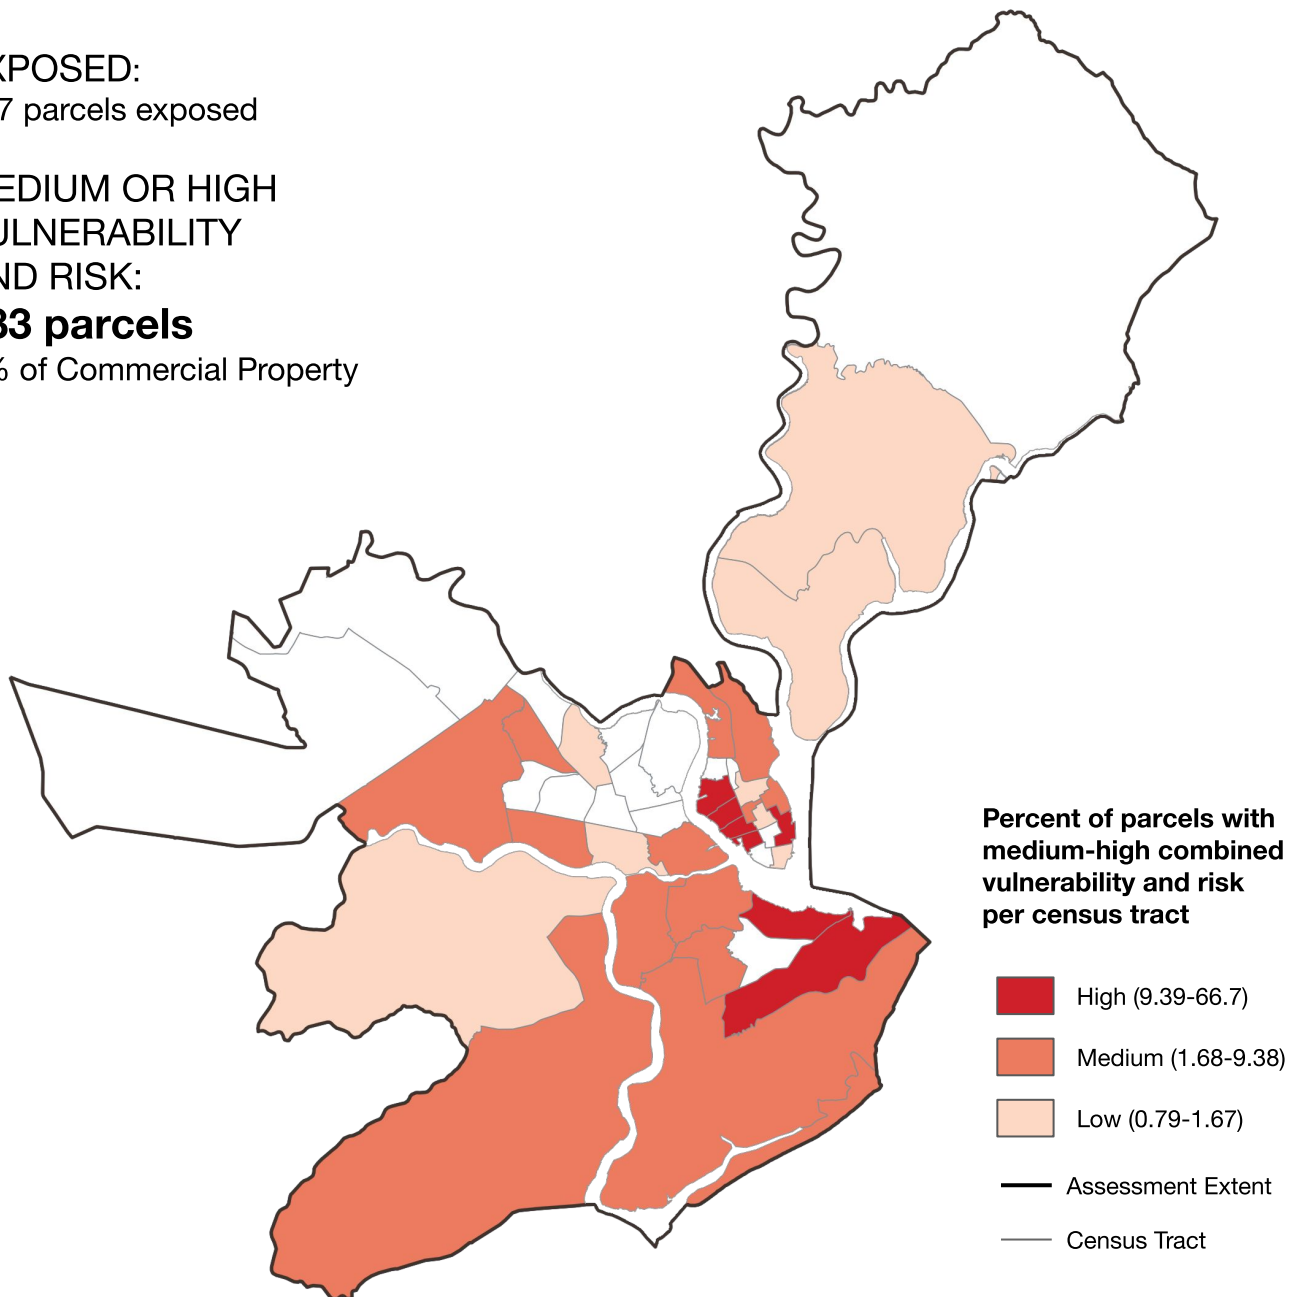 XPOSED:
7 parcels exposed
EDIUM OR HIGH
ULNERABILITY
ND RISK:
33 parcels
% of Commercial Property
Percent of parcels with
medium-high combined
vulnerability and risk
per census tract
High (9.39-66.7)
Medium (1.68-9.38)
Low (0.79-1.67)
Assessment Extent
Census Tract